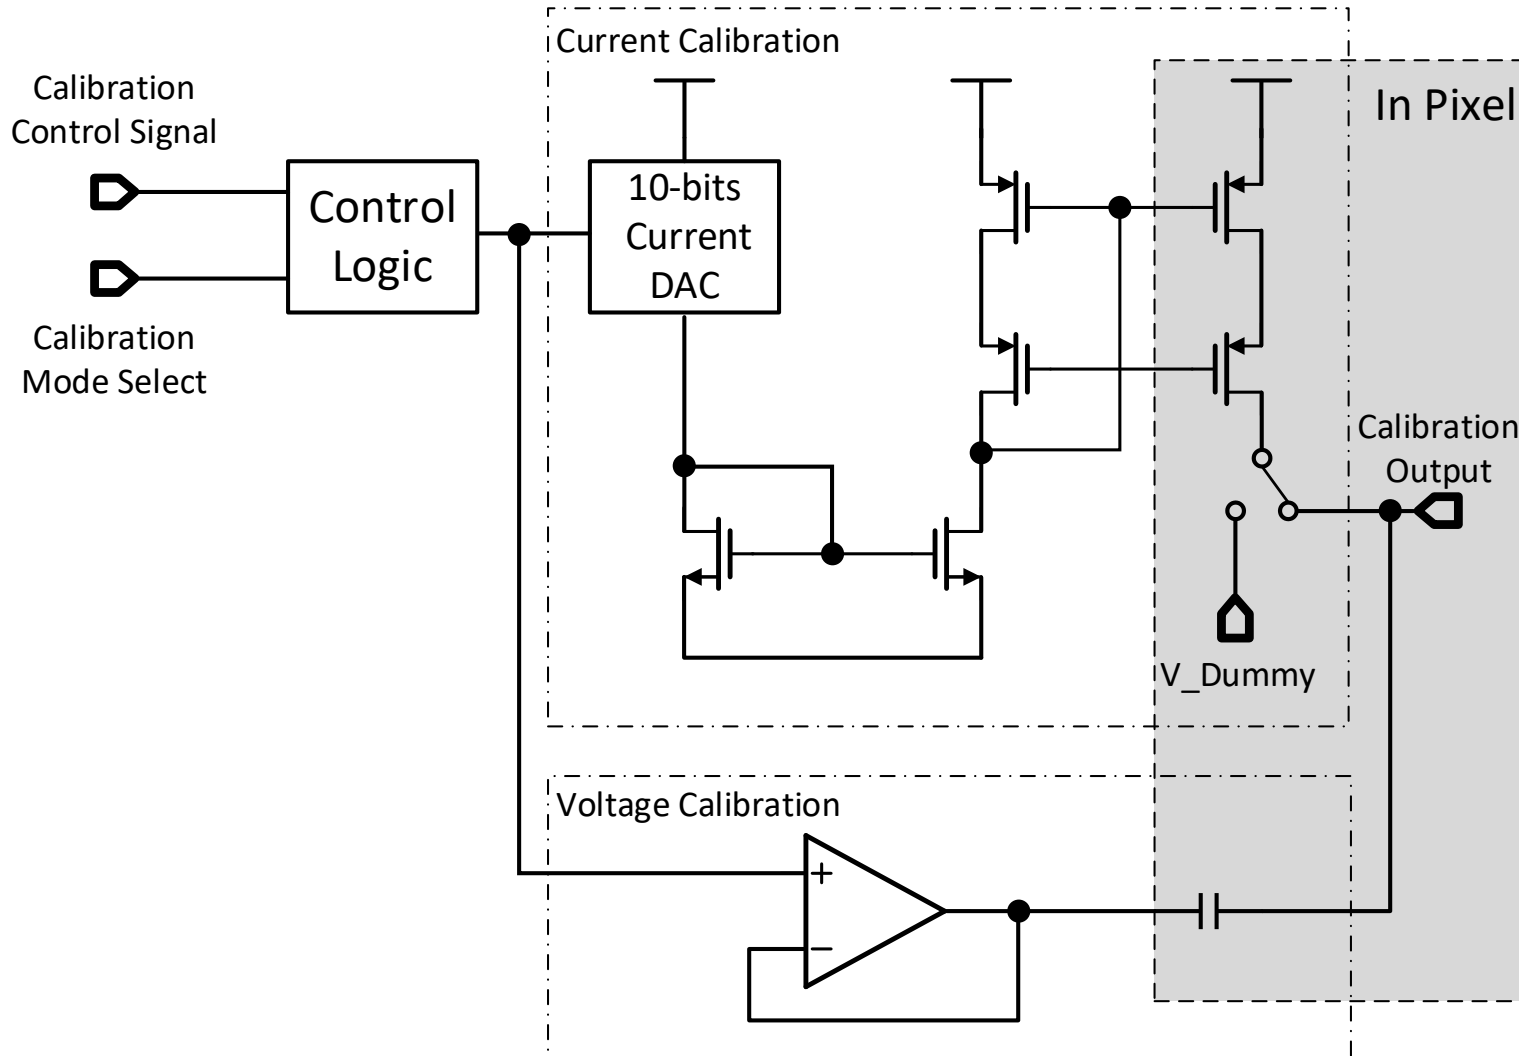 Current Calibration
Calibration
Control Signal
In Pixel
Control
Logic
10-bits
Current
DAC
Calibration
Mode Select
Calibration
Output
V_Dummy
Voltage Calibration
+
−